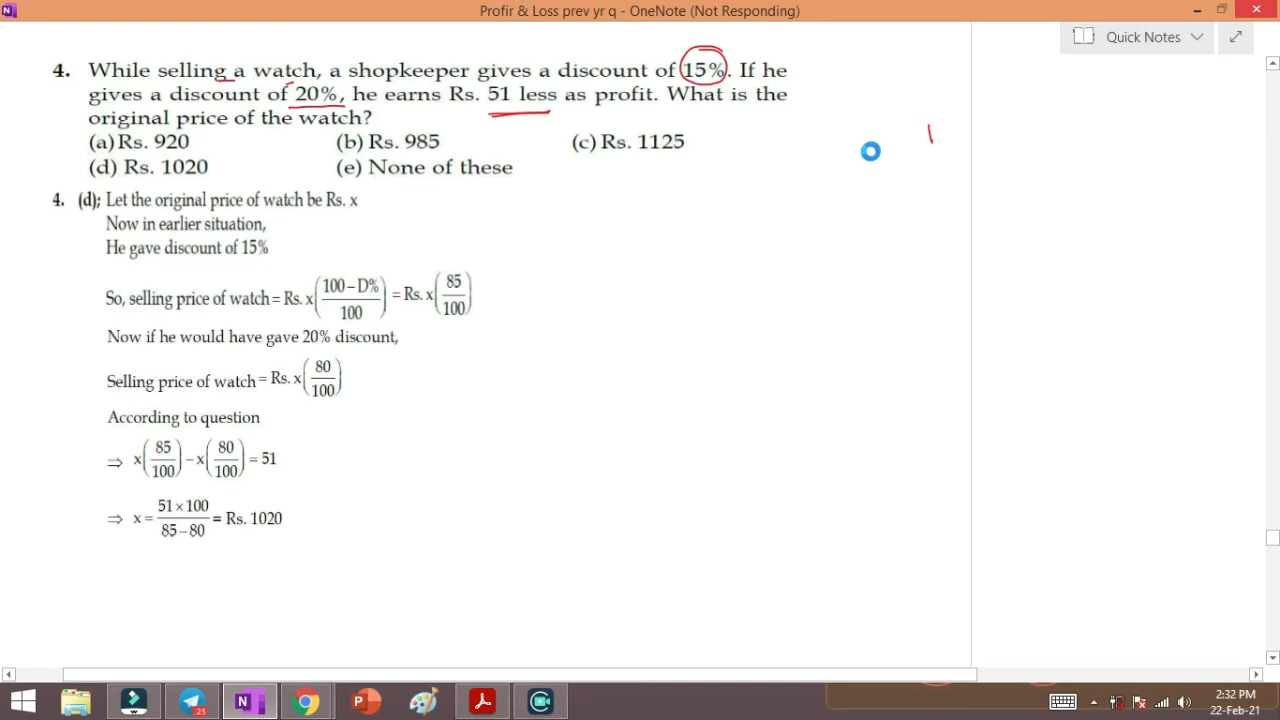 Profir & Loss prev yr q - OneNote (Not Responding)
Quick Notes
4. While selling a watch, a shopkeeper gives a discount of 15%. If he
gives a discount of 20%, he earns Rs. 51 less as profit. What is the
original price of the watch?
(a) Rs. 920 (b) Rs. 985 (c) Rs. 1125
(d) Rs. 1020 (e) None of these
4. (d); Let the original price of watch be Rs. x
Now in earlier situation,
He gave discount of 15%
So, selling price of watch = Rs. x(100 – D%/100) = Rs. x(85/100)
Now if he would have gave 20% discount,
Selling price of watch = Rs. x(80/100)
According to question
⇒ x(85/100) – x(80/100) = 51
⇒ x = 51 × 100/85 – 80 = Rs. 1020
2:32 PM
22-Feb-21